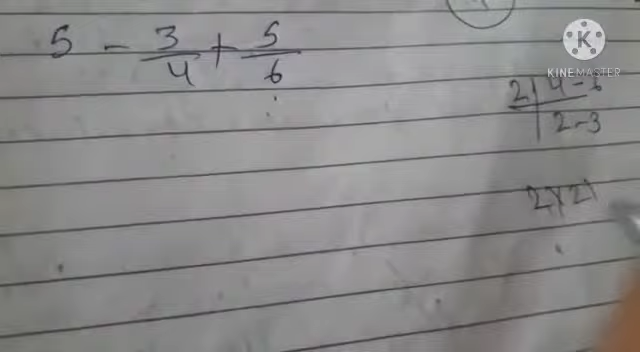 5 - 3/4 + 5/6
K
KINEMASTER
2 | 4 - 6
2 - 3
2 × 2 ×